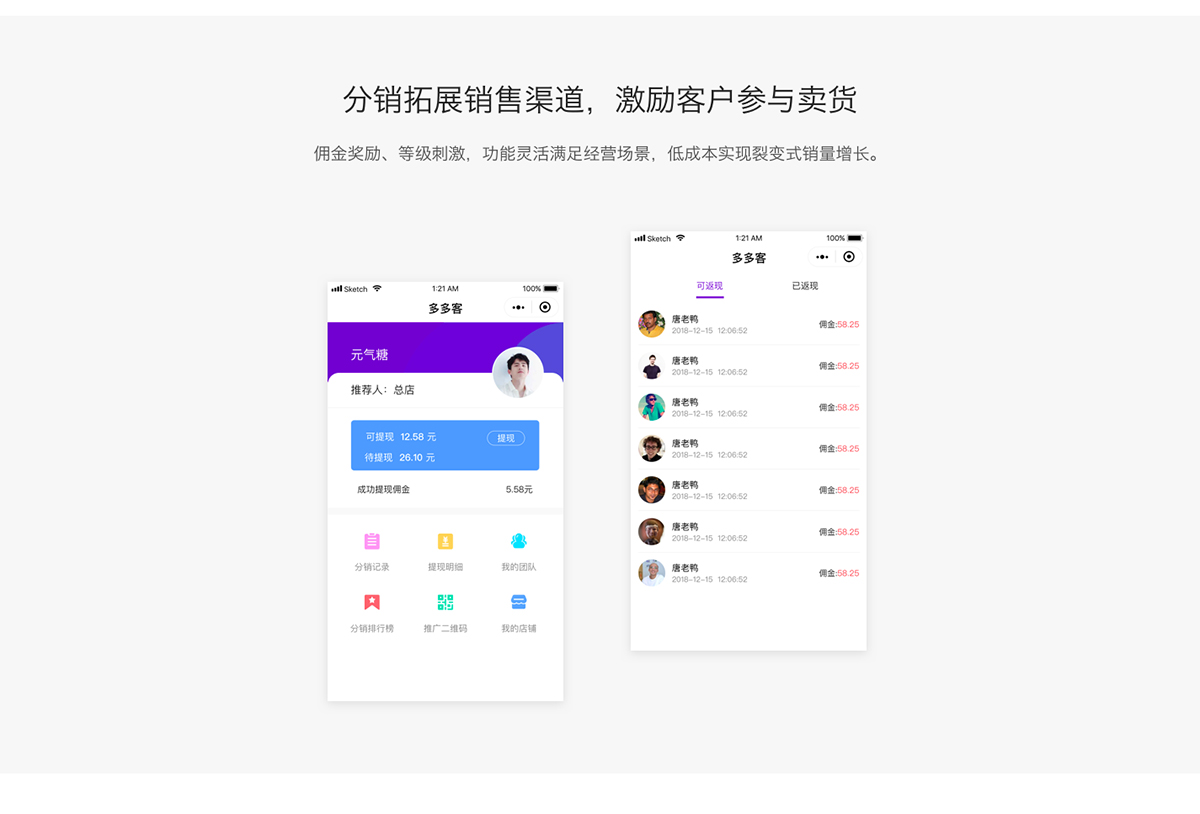 分销拓展销售渠道，激励客户参与卖货
佣金奖励、等级刺激，功能灵活满足经营场景，低成本实现裂变式销量增长。
Sketch 1:21 AM 100%
多多客
元气糖
推荐人：总店
可提现 12.58 元 提现
待提现 26.10 元
成功提现佣金 5.58元
分销记录 提现明细 我的团队
分销排行榜 推广二维码 我的店铺
Sketch 1:21 AM 100%
多多客
可返现 已返现
唐老鸭 佣金:58.25
2018-12-15 12:06:52
唐老鸭 佣金:58.25
2018-12-15 12:06:52
唐老鸭 佣金:58.25
2018-12-15 12:06:52
唐老鸭 佣金:58.25
2018-12-15 12:06:52
唐老鸭 佣金:58.25
2018-12-15 12:06:52
唐老鸭 佣金:58.25
2018-12-15 12:06:52
唐老鸭 佣金:58.25
2018-12-15 12:06:52